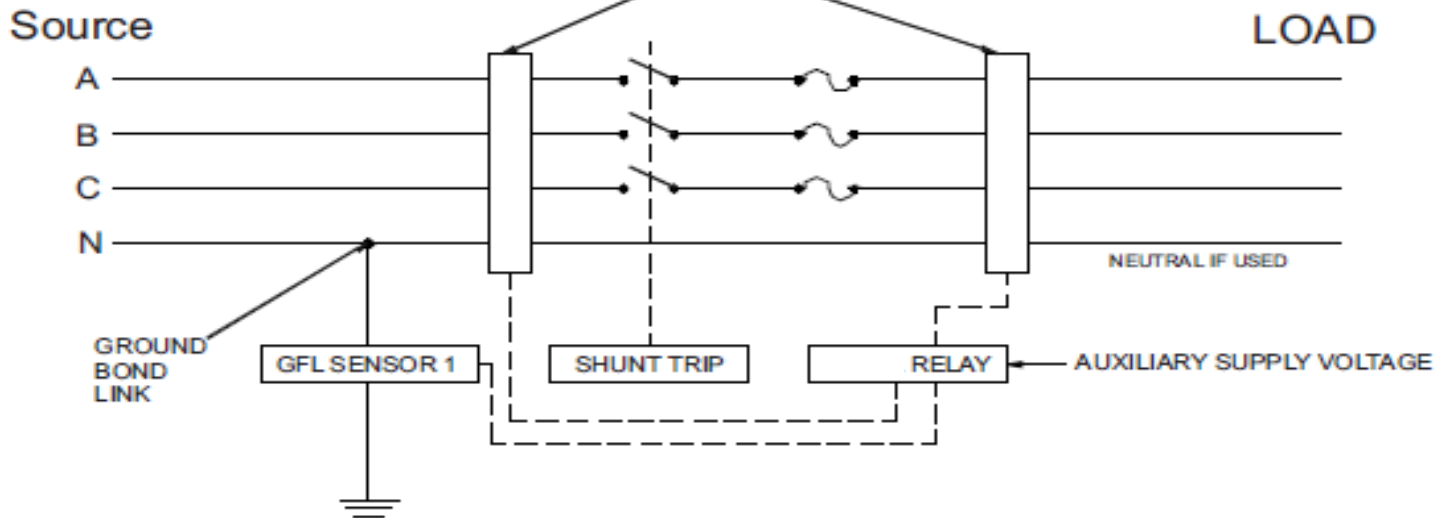 Source
LOAD
A
B
C
N
NEUTRAL IF USED
GROUND
BOND
LINK
GFL SENSOR 1
SHUNT TRIP
RELAY
AUXILIARY SUPPLY VOLTAGE